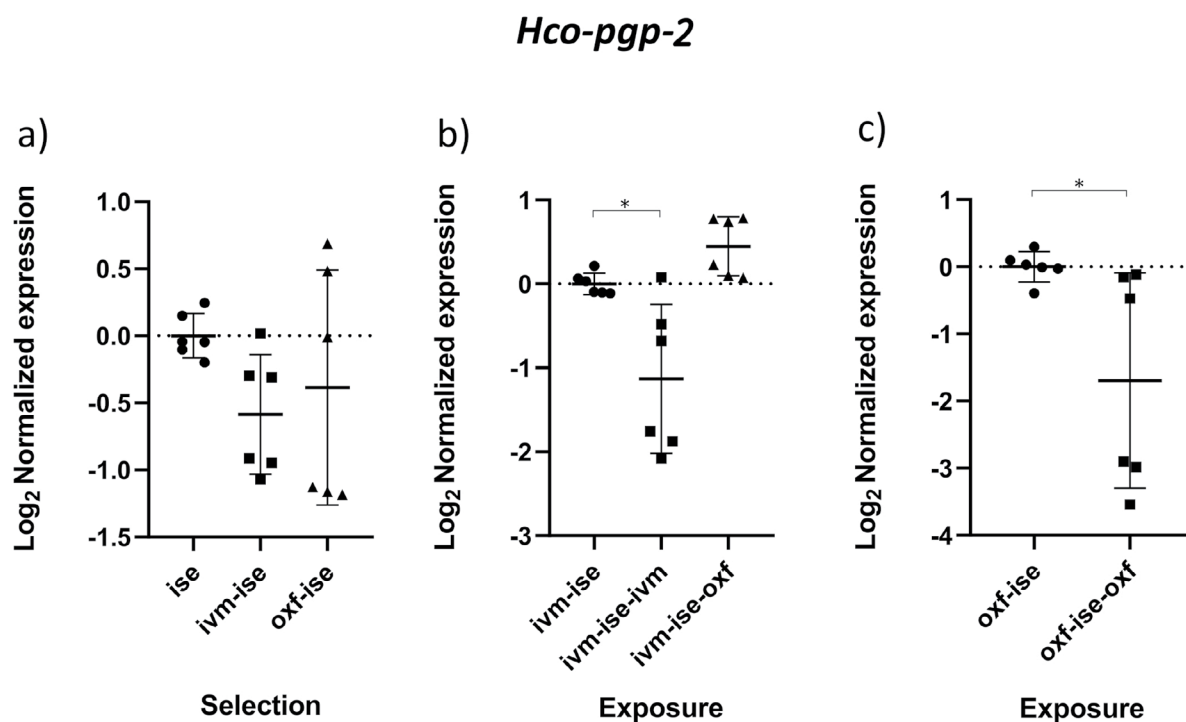 Hco-pgp-2
a)
Log2 Normalized expression
1.0
0.5
0.0
-0.5
-1.0
-1.5
ise
ivm-ise
oxf-ise
Selection
b)
*
Log2 Normalized expression
1
0
-1
-2
-3
ivm-ise
ivm-ise-ivm
ivm-ise-oxf
Exposure
c)
*
Log2 Normalized expression
1
0
-1
-2
-3
-4
oxf-ise
oxf-ise-oxf
Exposure